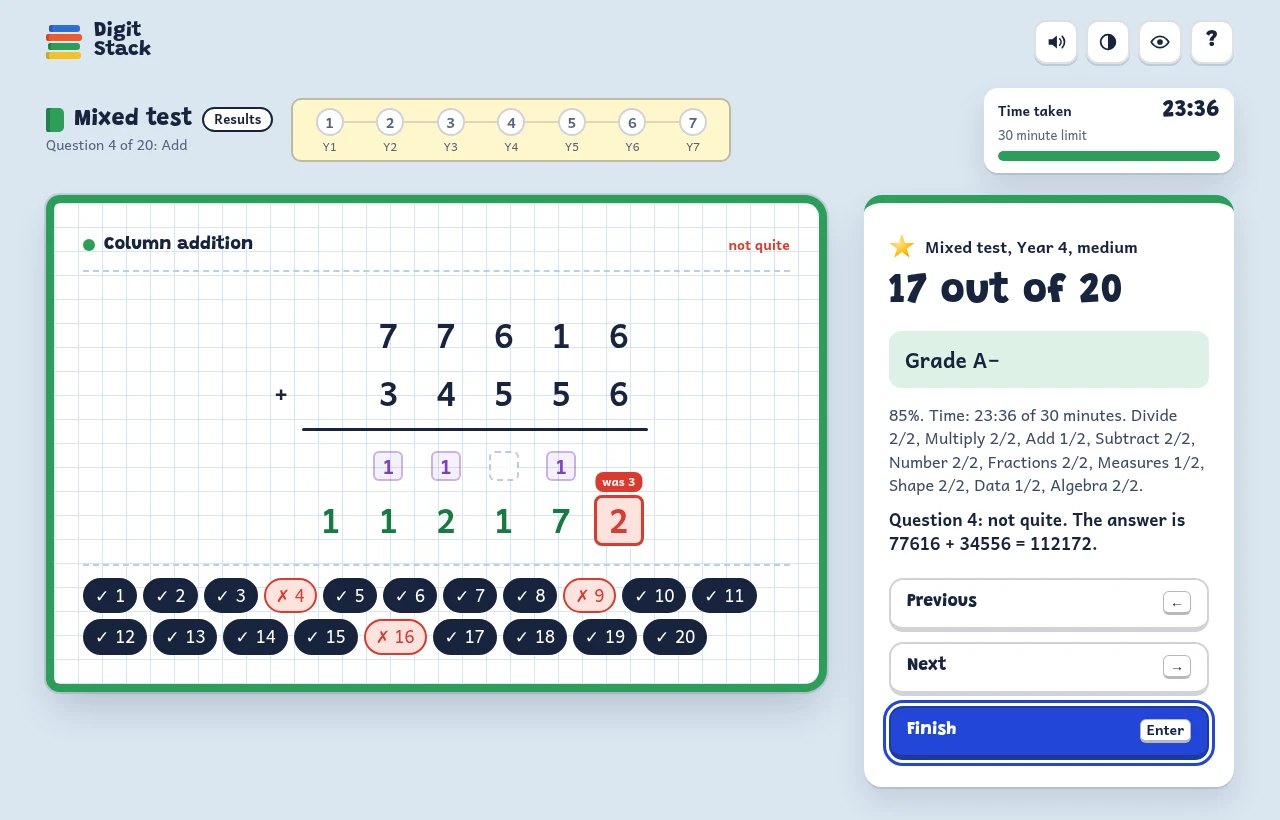 Digit
Stack
?
Mixed test Results
Question 4 of 20: Add
1 2 3 4 5 6 7
Y1 Y2 Y3 Y4 Y5 Y6 Y7
Time taken 23:36
30 minute limit
Column addition not quite
7 7 6 1 6
+ 3 4 5 5 6
1 1 1
was 3
1 1 2 1 7 2
✓ 1 ✓ 2 ✓ 3 ✗ 4 ✓ 5 ✓ 6 ✓ 7 ✓ 8 ✗ 9 ✓ 10 ✓ 11
✓ 12 ✓ 13 ✓ 14 ✓ 15 ✗ 16 ✓ 17 ✓ 18 ✓ 19 ✓ 20
Mixed test, Year 4, medium
17 out of 20
Grade A−
85%. Time: 23:36 of 30 minutes. Divide
2/2, Multiply 2/2, Add 1/2, Subtract 2/2,
Number 2/2, Fractions 2/2, Measures 1/2,
Shape 2/2, Data 1/2, Algebra 2/2.
Question 4: not quite. The answer is
77616 + 34556 = 112172.
Previous ←
Next →
Finish Enter